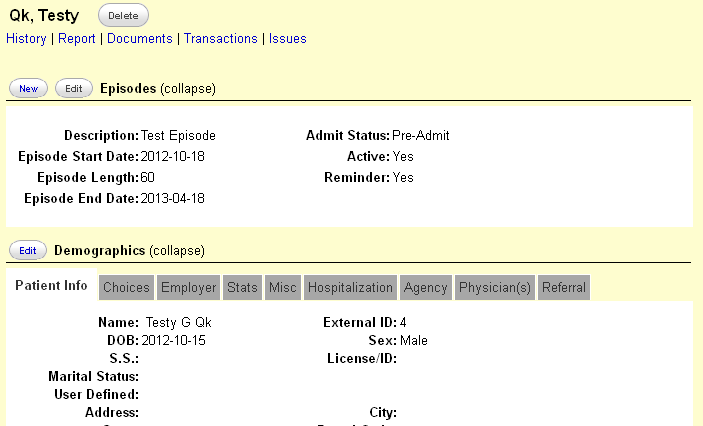 Qk, Testy Delete
History | Report | Documents | Transactions | Issues
New Edit Episodes (collapse)
Description: Test Episode Admit Status: Pre-Admit
Episode Start Date: 2012-10-18 Active: Yes
Episode Length: 60 Reminder: Yes
Episode End Date: 2013-04-18
Edit Demographics (collapse)
Patient Info Choices Employer Stats Misc Hospitalization Agency Physician(s) Referral
Name: Testy G Qk External ID: 4
DOB: 2012-10-15 Sex: Male
S.S.: License/ID:
Marital Status:
User Defined:
Address: City: